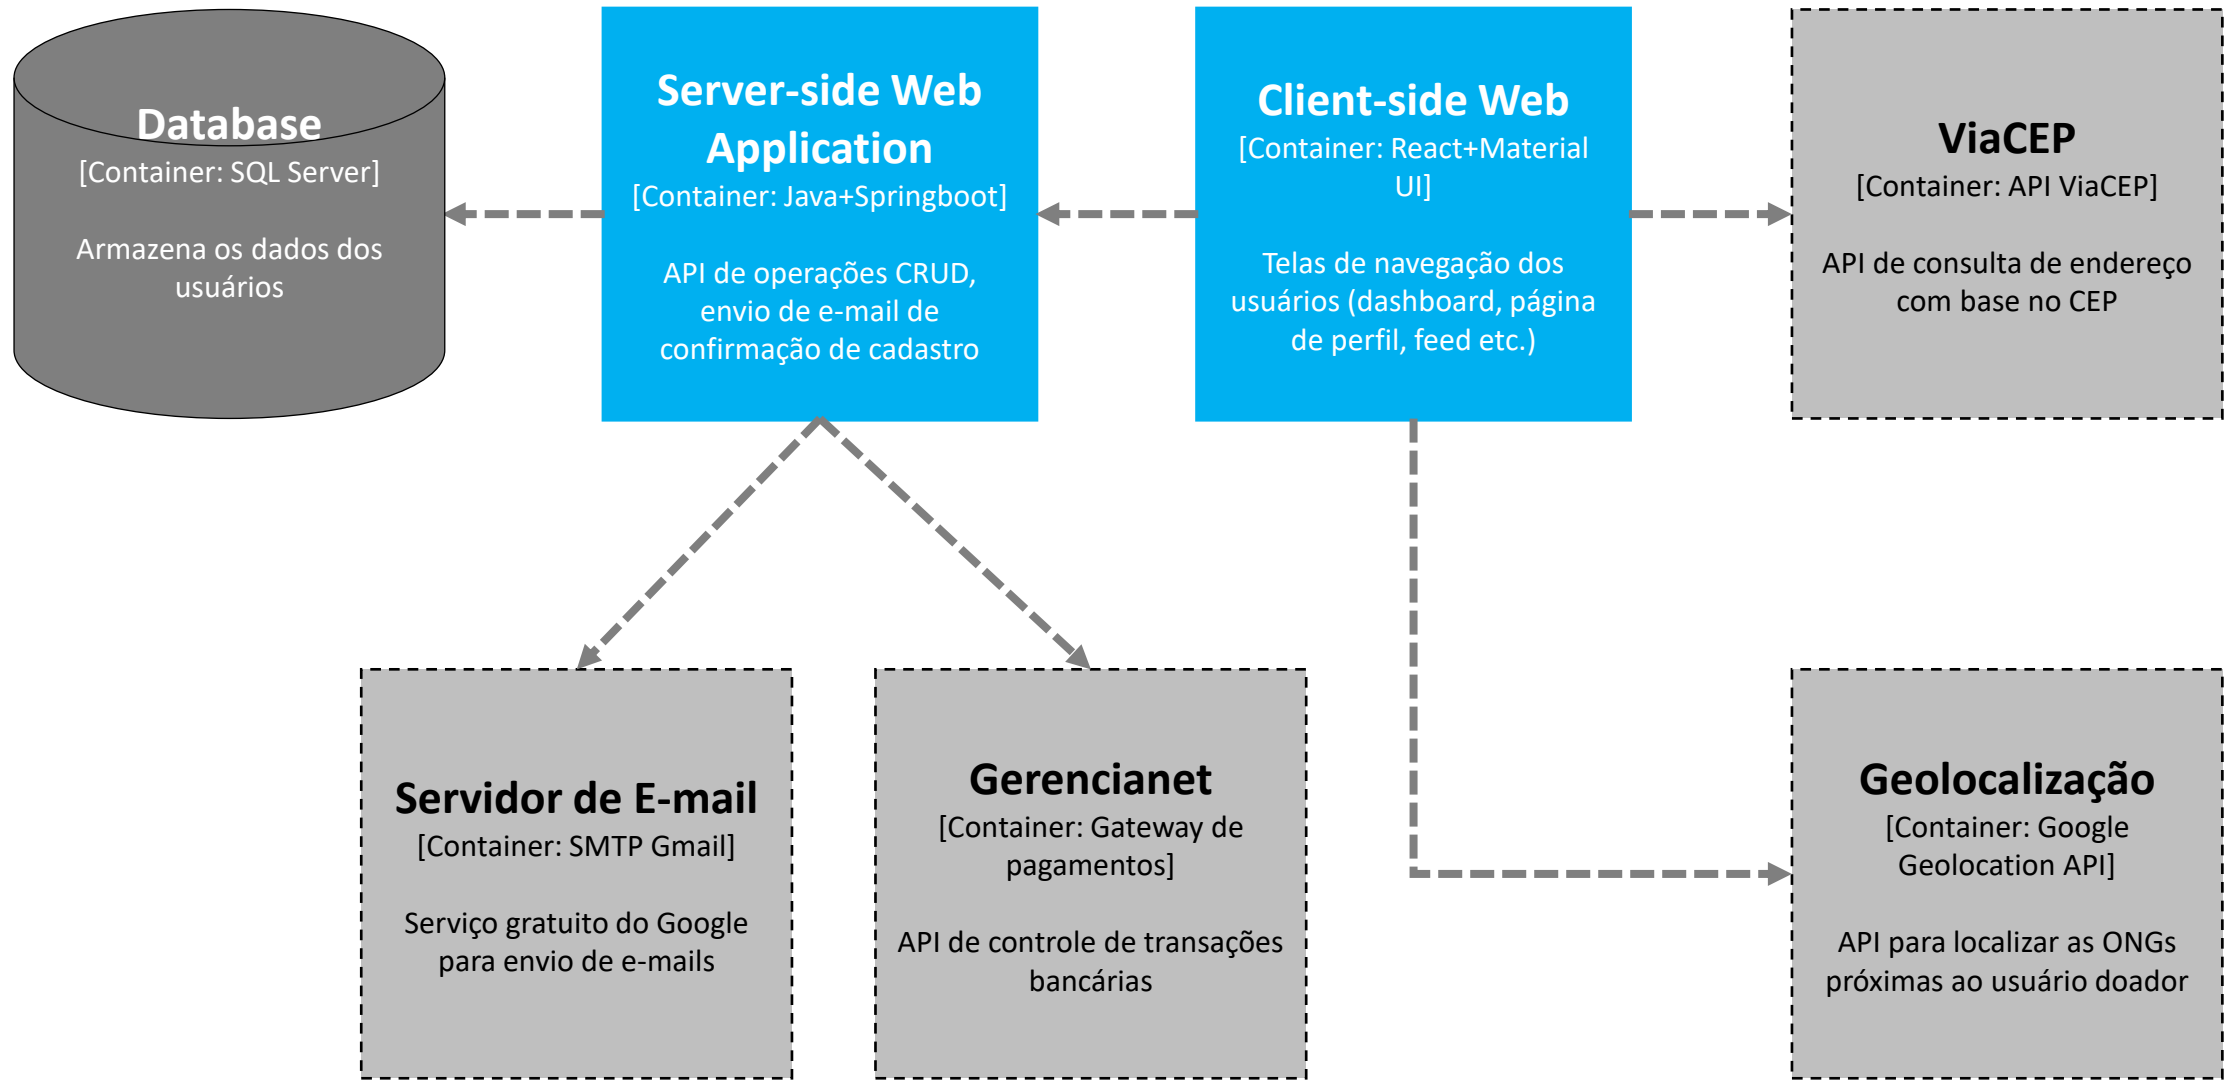 Database
[Container: SQL Server]
Armazena os dados dos
usuários
Server-side Web
Application
[Container: Java+Springboot]
API de operações CRUD,
envio de e-mail de
confirmação de cadastro
Client-side Web
[Container: React+Material
UI]
Telas de navegação dos
usuários (dashboard, página
de perfil, feed etc.)
ViaCEP
[Container: API ViaCEP]
API de consulta de endereço
com base no CEP
Servidor de E-mail
[Container: SMTP Gmail]
Serviço gratuito do Google
para envio de e-mails
Gerencianet
[Container: Gateway de
pagamentos]
API de controle de transações
bancárias
Geolocalização
[Container: Google
Geolocation API]
API para localizar as ONGs
próximas ao usuário doador